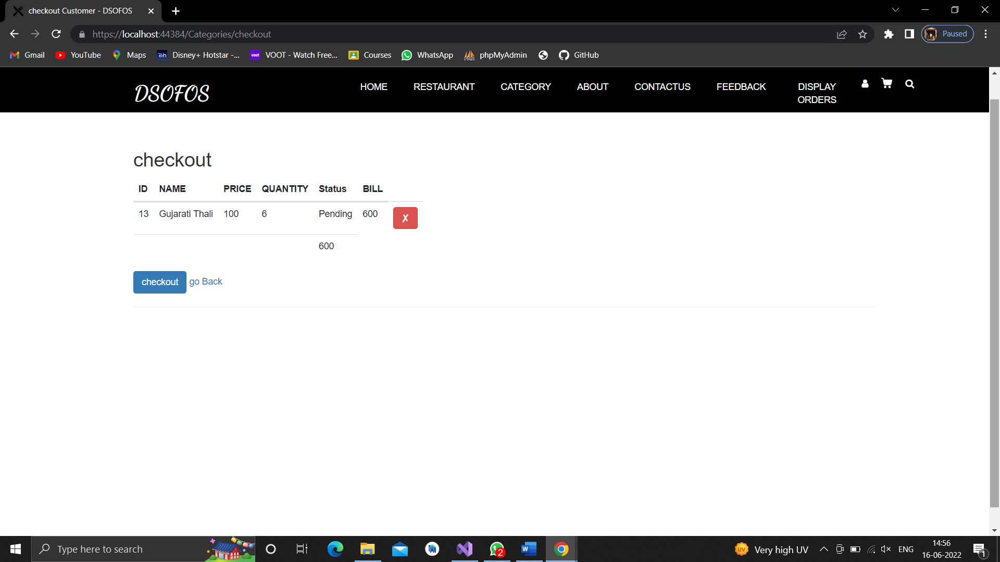 checkout Customer - DSOFOS
https://localhost:44384/Categories/checkout
Paused
Gmail YouTube Maps Disney+ Hotstar -... VOOT - Watch Free... Courses WhatsApp phpMyAdmin GitHub
DSOFOS
HOME RESTAURANT CATEGORY ABOUT CONTACTUS FEEDBACK DISPLAY ORDERS
checkout
ID NAME PRICE QUANTITY Status BILL
13 Gujarati Thali 100 6 Pending 600 ✗
600
checkout go Back
Type here to search
2
Very high UV
ENG
14:56
16-06-2022
1